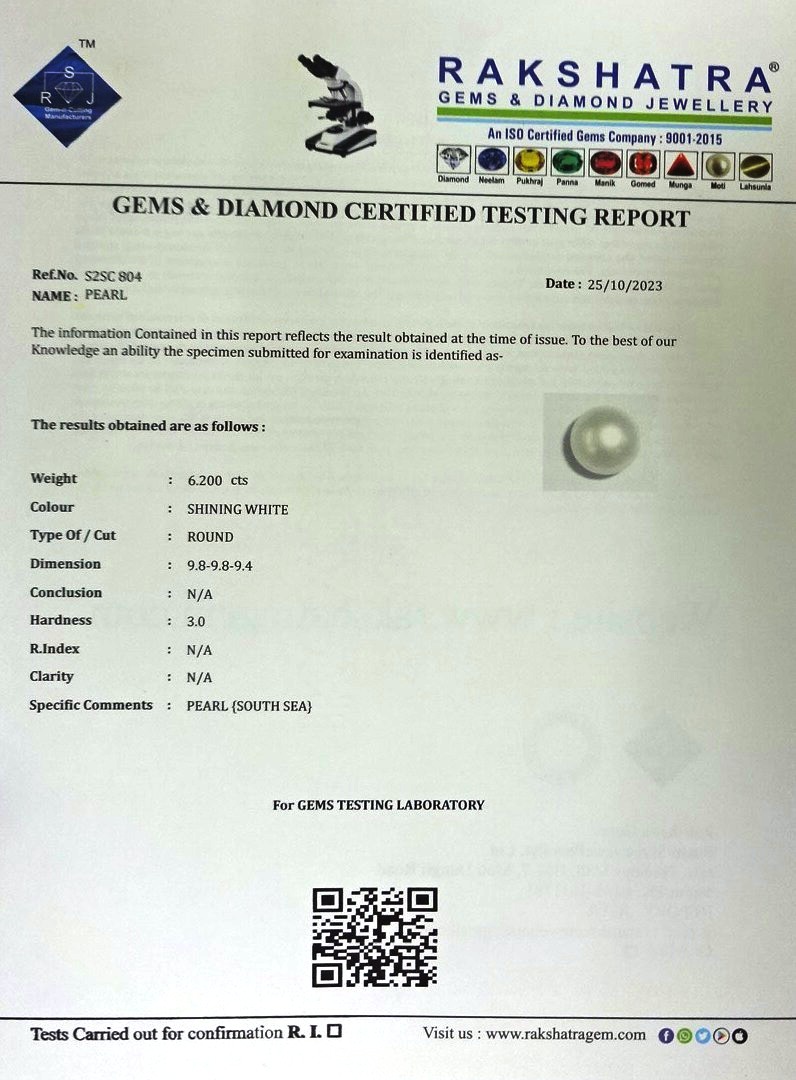 TM
S
R J
Gems & Cutting
Manufacturers
RAKSHATRA®
GEMS & DIAMOND JEWELLERY
An ISO Certified Gems Company : 9001-2015
Diamond Neelam Pukhraj Panna Manik Gomed Munga Moti Lahsunia
GEMS & DIAMOND CERTIFIED TESTING REPORT
Ref.No. S2SC 804
NAME : PEARL
Date : 25/10/2023
The information Contained in this report reflects the result obtained at the time of issue. To the best of our
Knowledge an ability the specimen submitted for examination is identified as-
The results obtained are as follows :
Weight : 6.200 cts
Colour : SHINING WHITE
Type Of / Cut : ROUND
Dimension : 9.8-9.8-9.4
Conclusion : N/A
Hardness : 3.0
R.Index : N/A
Clarity : N/A
Specific Comments : PEARL {SOUTH SEA}
For GEMS TESTING LABORATORY
Tests Carried out for confirmation R. I. ☐
Visit us : www.rakshatragem.com